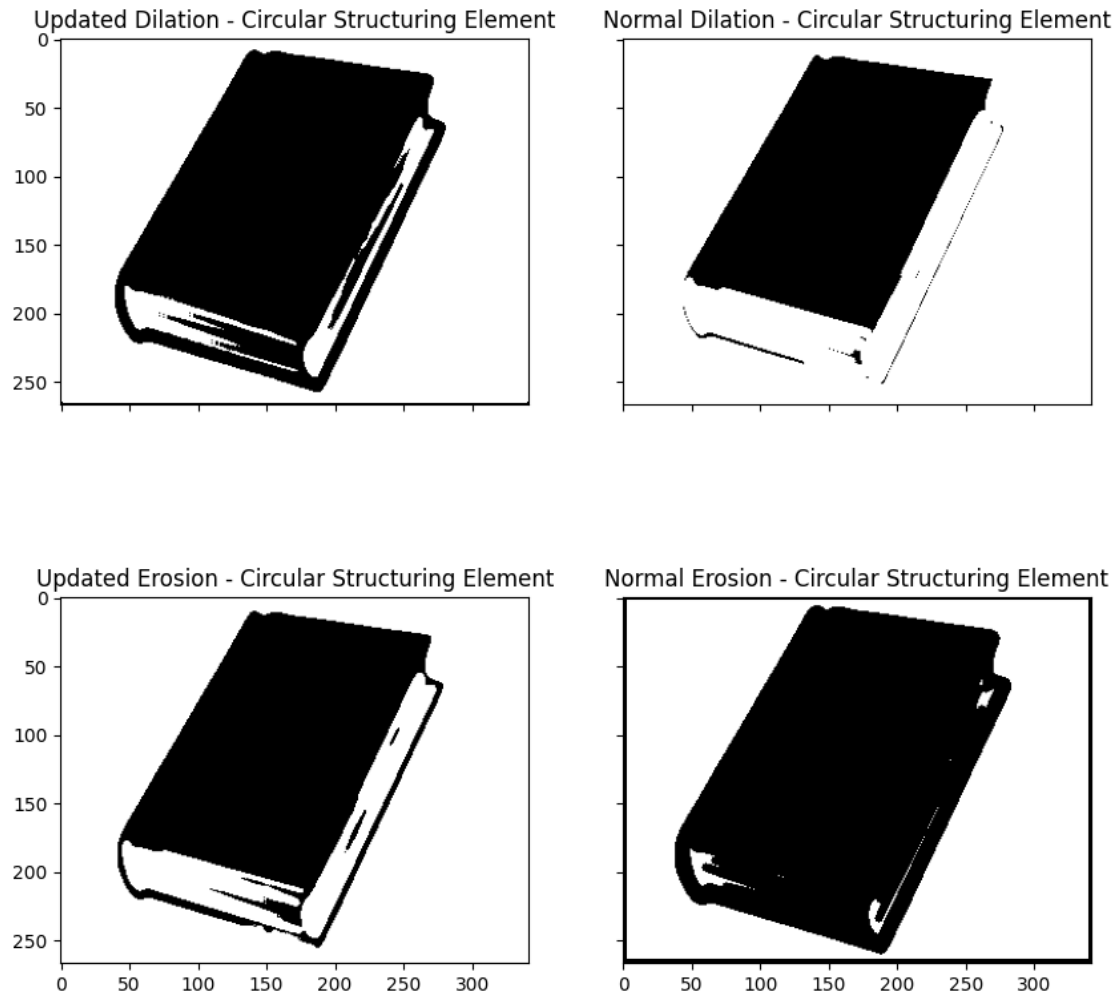 Updated Dilation - Circular Structuring Element
Normal Dilation - Circular Structuring Element
0
50
100
150
200
250
Updated Erosion - Circular Structuring Element
Normal Erosion - Circular Structuring Element
0
50
100
150
200
250
0 50 100 150 200 250 300
0 50 100 150 200 250 300